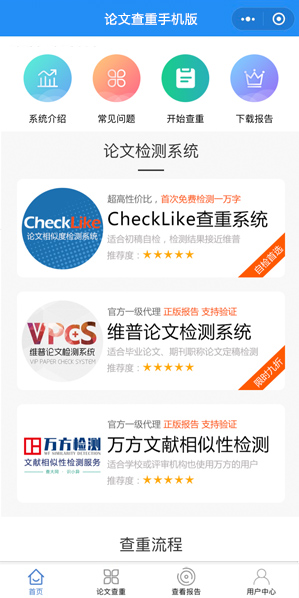 论文查重手机版
系统介绍
常见问题
开始查重
下载报告
论文检测系统
CheckLike
论文相似度检测系统
超高性价比，首次免费检测一万字
CheckLike查重系统
适合初稿自检，检测结果接近维普
推荐度：★★★★★
自检首选
VPCS
维普论文检测系统
VIP PAPER CHECK SYSTEM
官方一级代理 正版报告 支持验证
维普论文检测系统
适合毕业论文、期刊职称论文定稿检测
推荐度：★★★★★
限时九折
万方检测
WF SIMILARITY DETECTION
文献相似性检测服务
官方一级代理 正版报告 支持验证
万方文献相似性检测
适合学校或评审机构也使用万方的用户
推荐度：★★★★★
查重流程
首页
论文查重
查看报告
用户中心